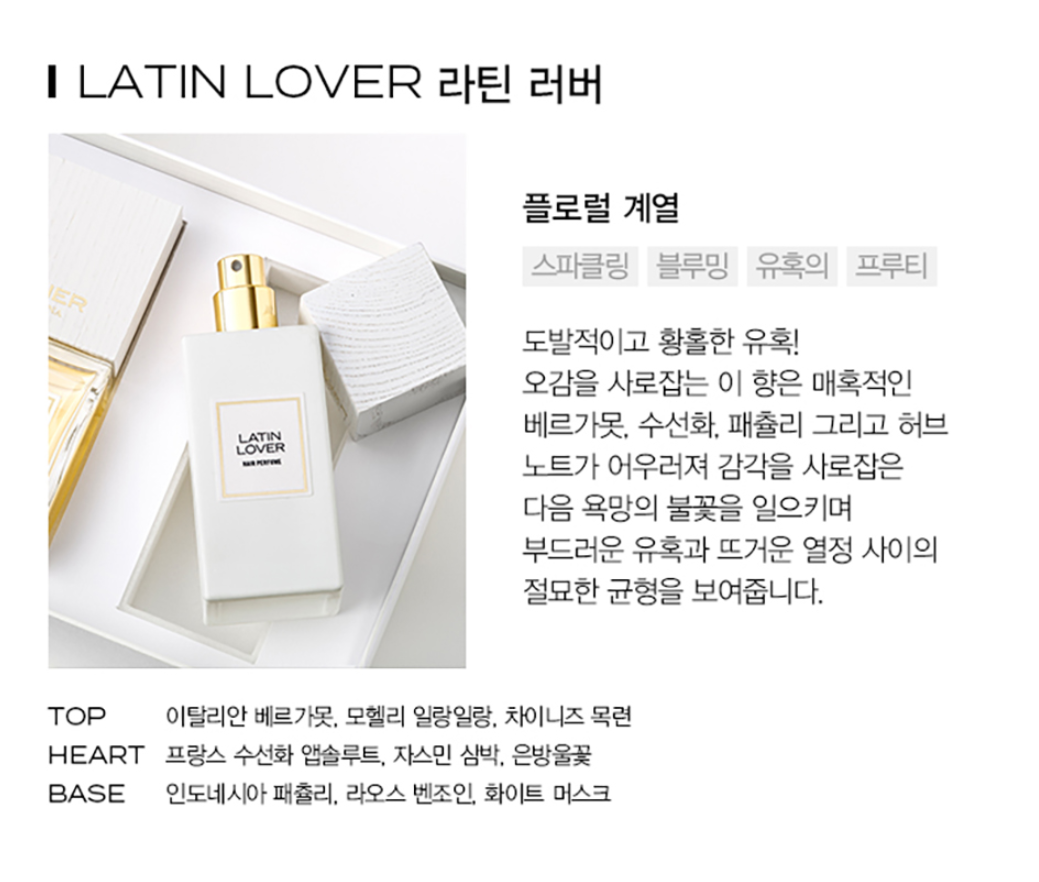 LATIN LOVER 라틴 러버
플로럴 계열
스파클링 블루밍 유혹의 프루티
도발적이고 황홀한 유혹!
오감을 사로잡는 이 향은 매혹적인
베르가못, 수선화, 패츌리 그리고 허브
노트가 어우러져 감각을 사로잡은
다음 욕망의 불꽃을 일으키며
부드러운 유혹과 뜨거운 열정 사이의
절묘한 균형을 보여줍니다.
LATIN
LOVER
HAIR PERFUME
TOP 이탈리안 베르가못, 모헬리 일랑일랑, 차이니즈 목련
HEART 프랑스 수선화 앱솔루트, 자스민 삼박, 은방울꽃
BASE 인도네시아 패츌리, 라오스 벤조인, 화이트 머스크